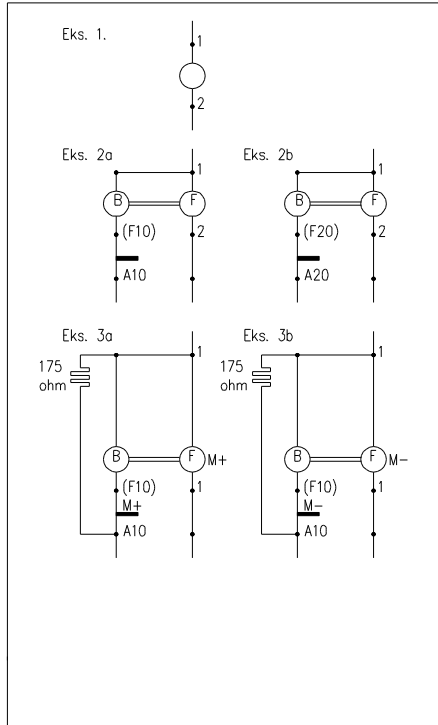 Eks. 1.
1
2
Eks. 2a
1
B
F
(F10)
2
A10
Eks. 2b
1
B
F
(F20)
2
A20
Eks. 3a
175
ohm
1
B
F
M+
(F10)
1
M+
A10
Eks. 3b
175
ohm
1
B
F
M-
(F10)
1
M-
A10